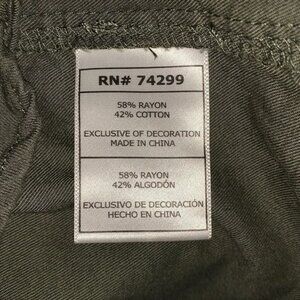 RN# 74299
58% RAYON
42% COTTON
EXCLUSIVE OF DECORATION
MADE IN CHINA
58% RAYON
42% ALGODÓN
EXCLUSIVO DE DECORACIÓN
HECHO EN CHINA